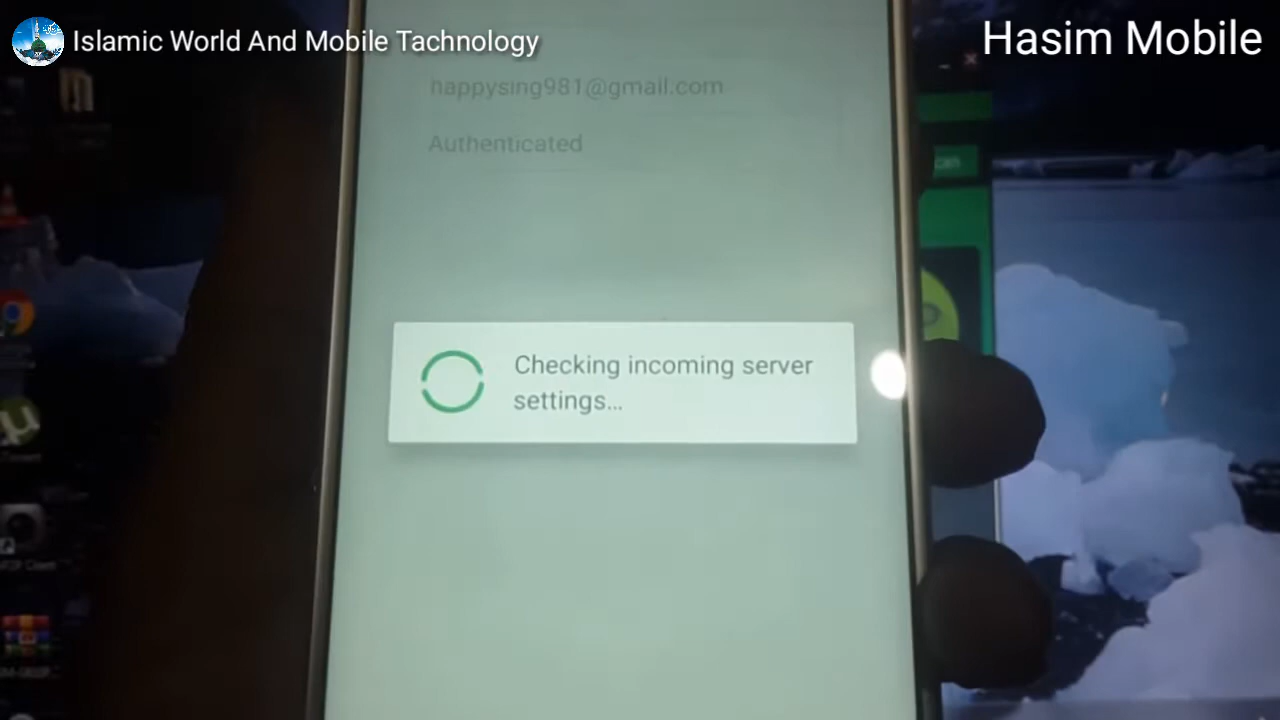 Islamic World And Mobile Tachnology
Hasim Mobile
happysing981@gmail.com
Authenticated
Checking incoming server
settings...